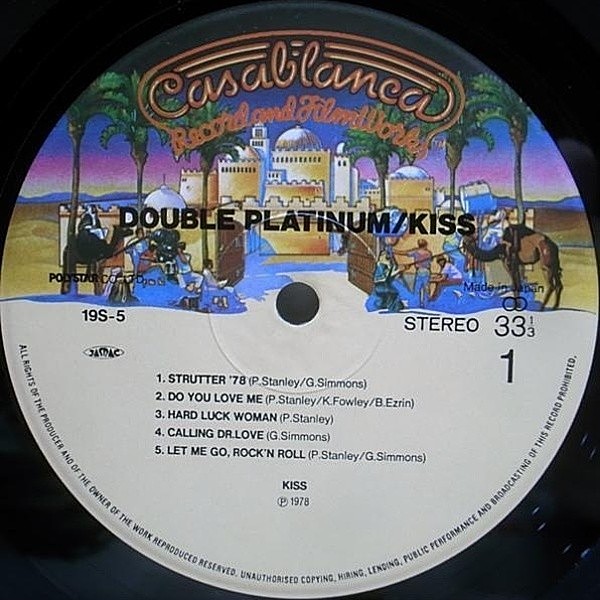 Casablanca
Record and FilmWorks
DOUBLE PLATINUM/KISS
POLYSTAR CO., LTD.
Made in Japan
19S-5
STEREO 33 1/3
JASRAC
1
1. STRUTTER '78 (P.Stanley/G.Simmons)
2. DO YOU LOVE ME (P.Stanley/K.Fowley/B.Ezrin)
3. HARD LUCK WOMAN (P.Stanley)
4. CALLING DR.LOVE (G.Simmons)
5. LET ME GO, ROCK'N ROLL (P.Stanley/G.Simmons)
KISS
Ⓟ 1978
ALL RIGHTS OF THE PRODUCER AND OF THE OWNER OF THE WORK REPRODUCED RESERVED. UNAUTHORISED COPYING, HIRING, LENDING, PUBLIC PERFORMANCE AND BROADCASTING OF THIS RECORD PROHIBITED.